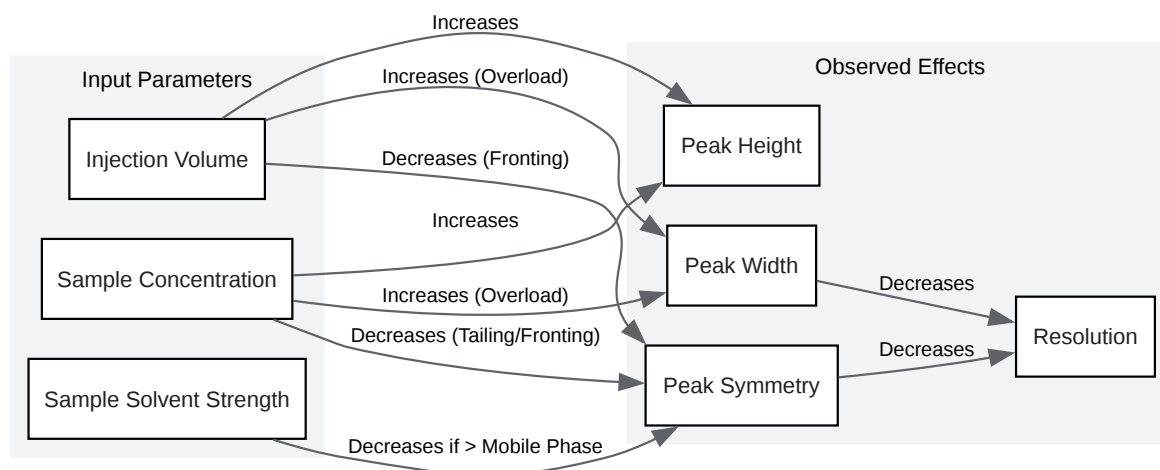 Increases
Input Parameters
Increases (Overload)
Observed Effects
Injection Volume
Decreases (Fronting)
Peak Height
Increases
Sample Concentration
Increases (Overload)
Peak Width
Decreases
Decreases (Tailing/Fronting)
Resolution
Decreases
Sample Solvent Strength
Peak Symmetry
Decreases if > Mobile Phase